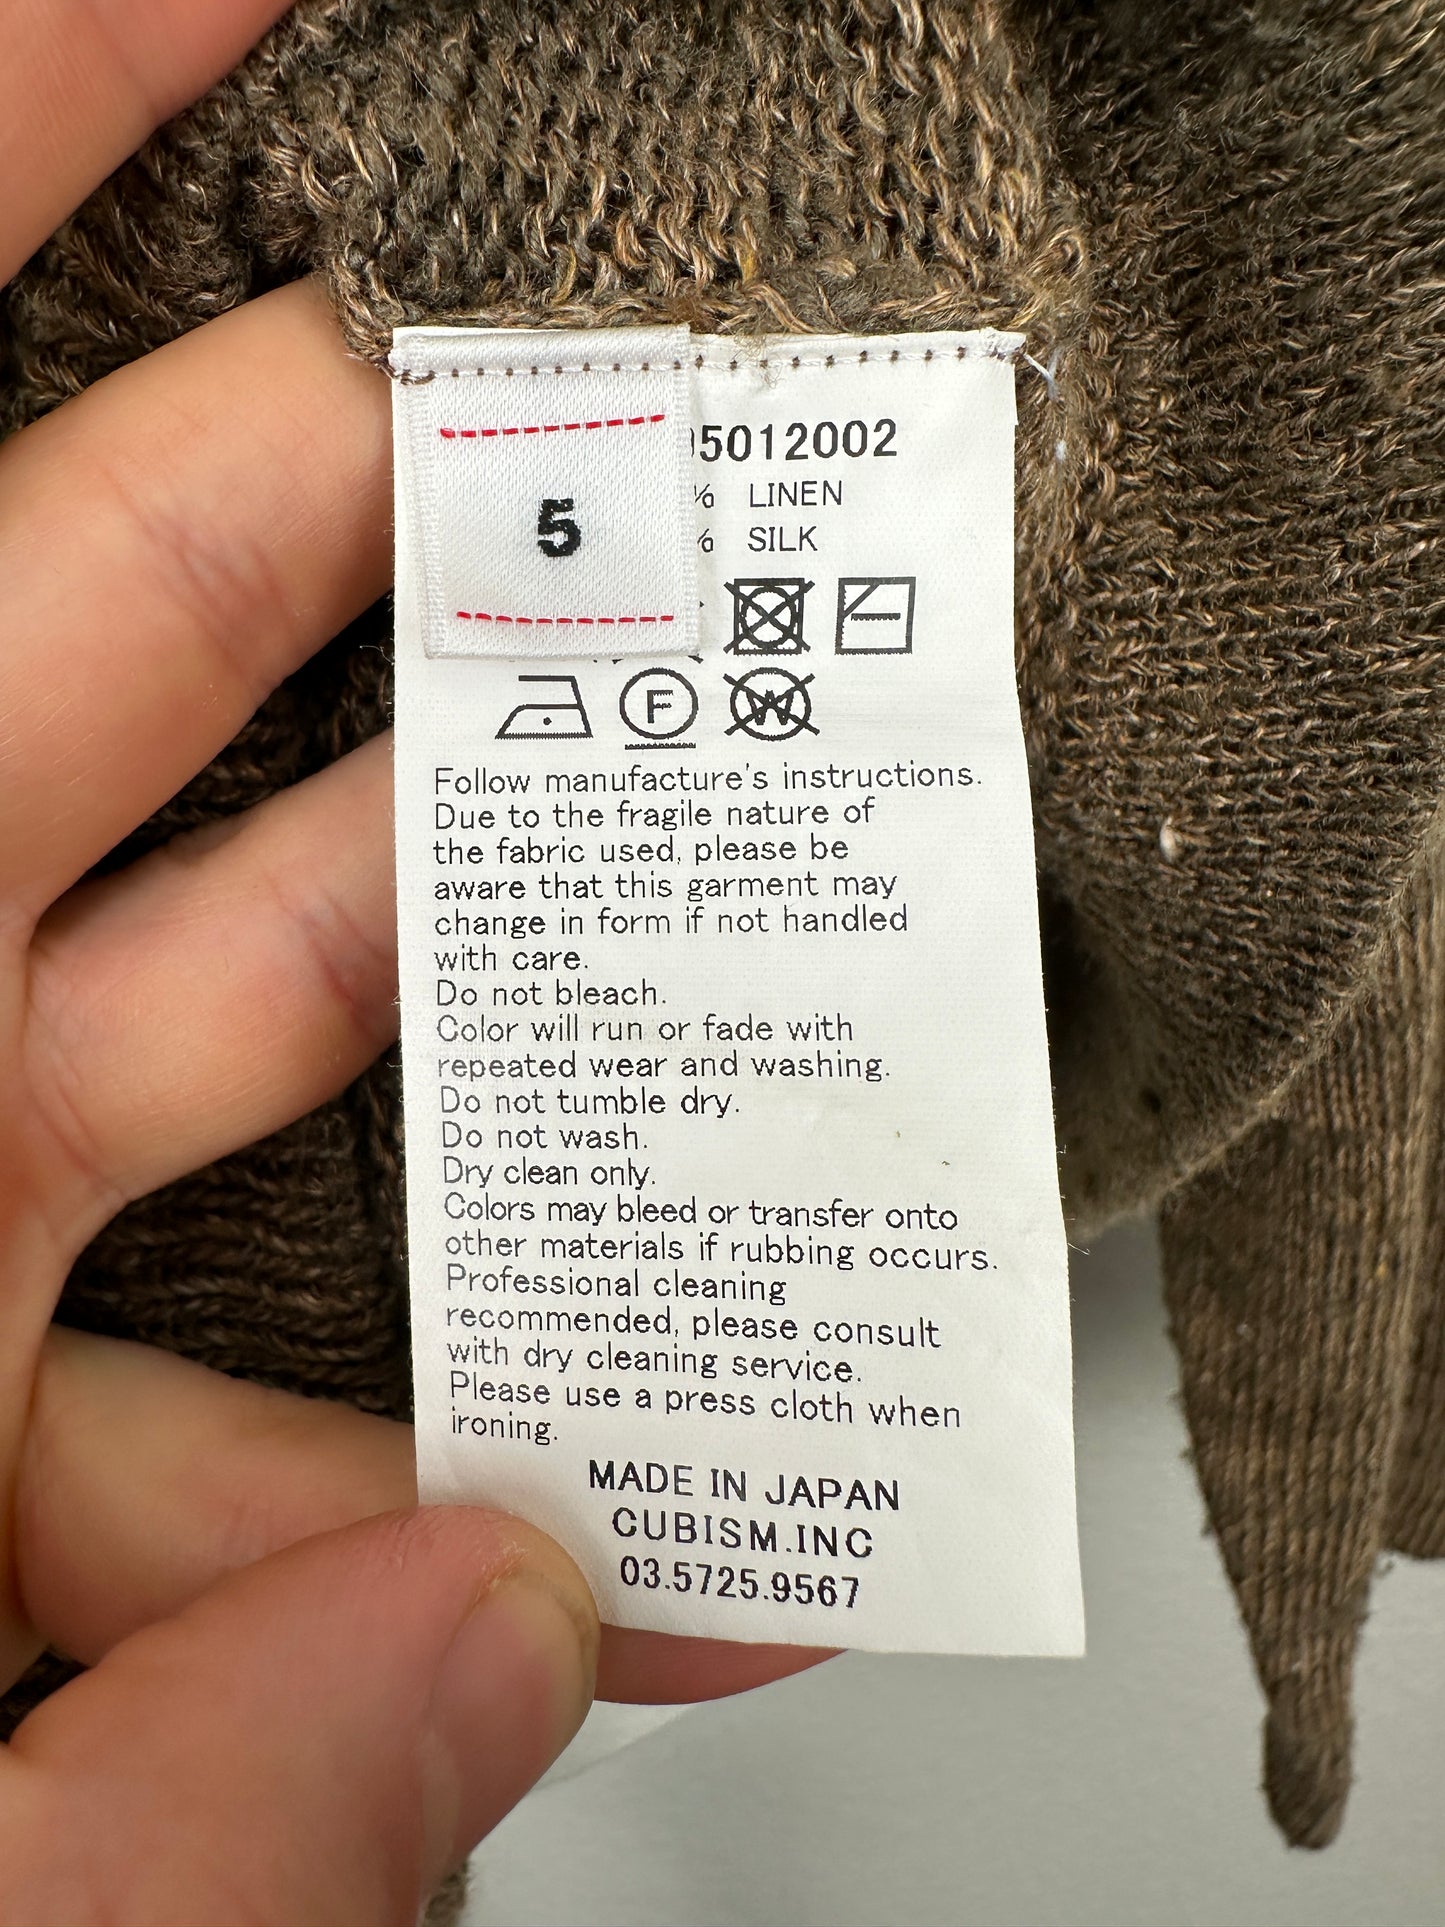 5
5012002
% LINEN
% SILK
F
W
Follow manufacture's instructions.
Due to the fragile nature of
the fabric used, please be
aware that this garment may
change in form if not handled
with care.
Do not bleach.
Color will run or fade with
repeated wear and washing.
Do not tumble dry.
Do not wash.
Dry clean only.
Colors may bleed or transfer onto
other materials if rubbing occurs.
Professional cleaning
recommended, please consult
with dry cleaning service.
Please use a press cloth when
ironing.
MADE IN JAPAN
CUBISM.INC
03.5725.9567